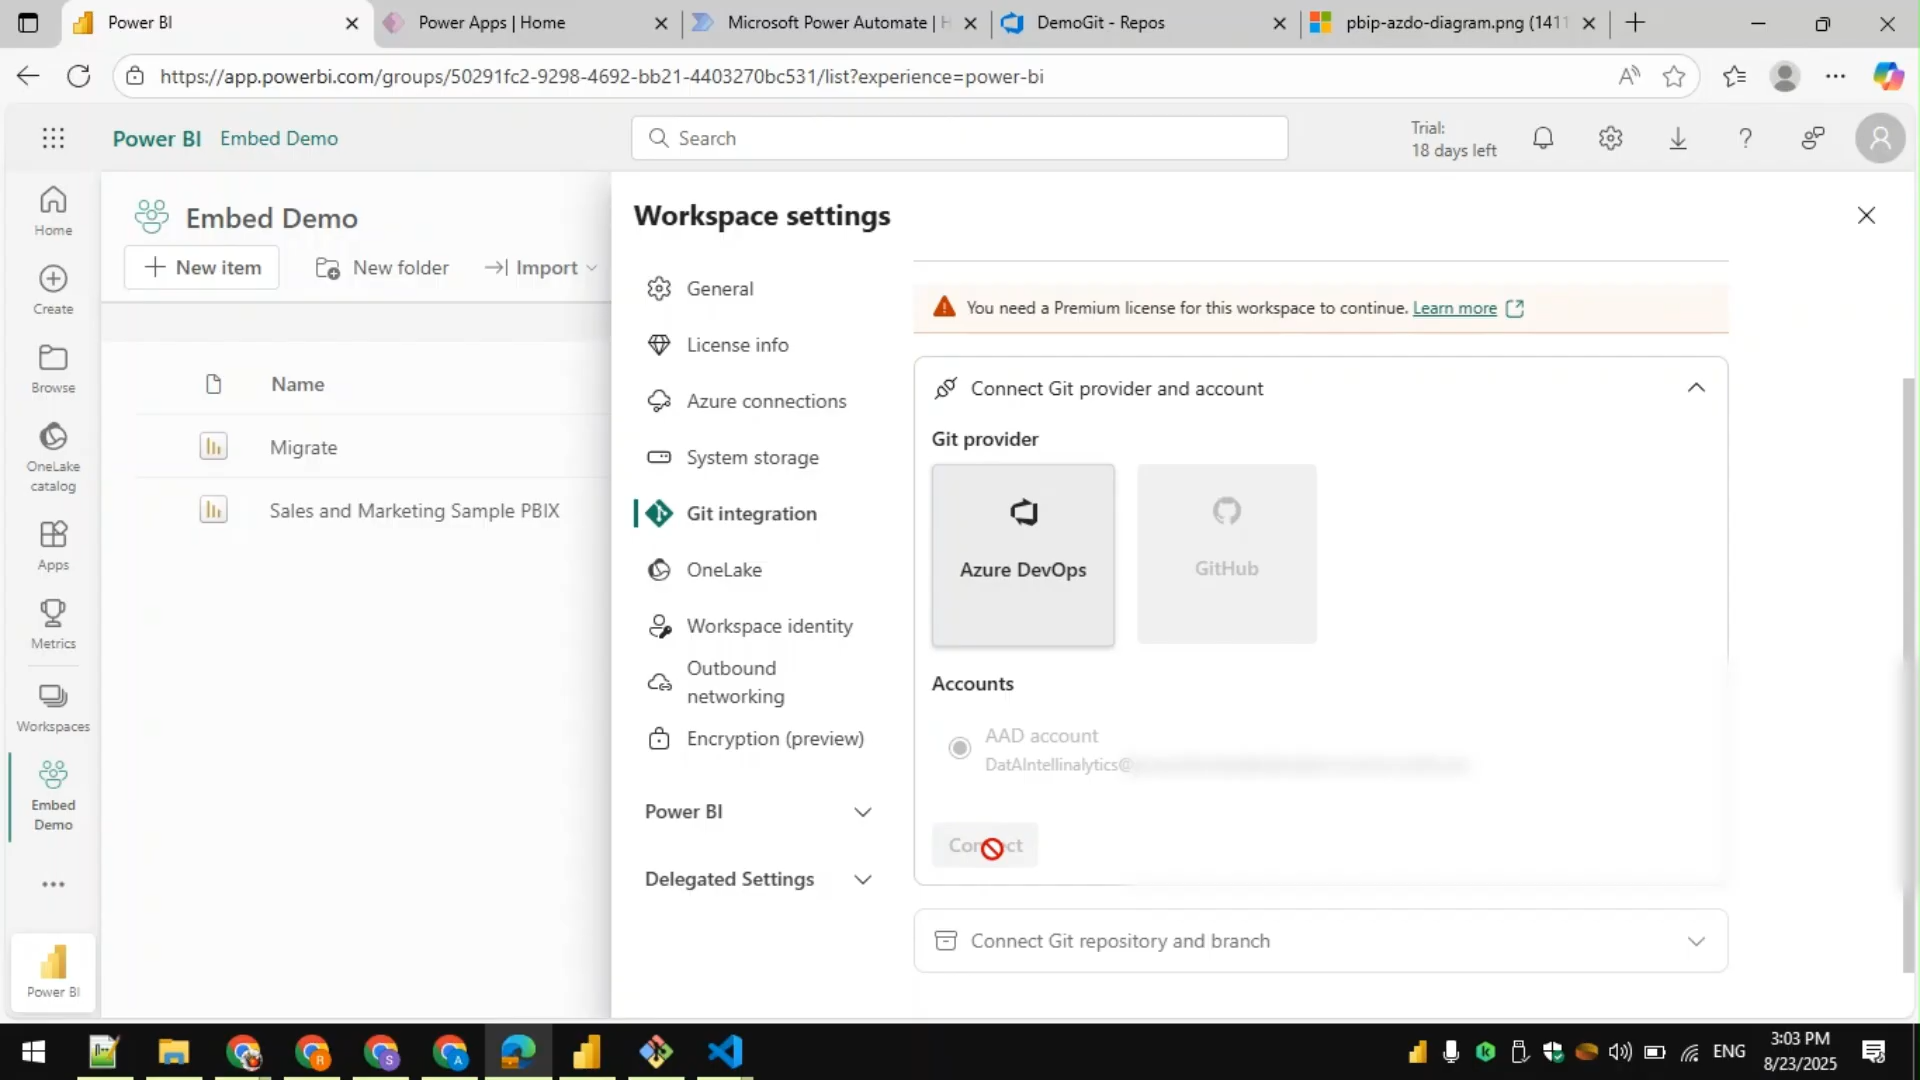 Power BI
Power Apps | Home
Microsoft Power Automate | H
DemoGit - Repos
pbip-azdo-diagram.png (1411
https://app.powerbi.com/groups/50291fc2-9298-4692-bb21-4403270bc531/list?experience=power-bi
Power BI Embed Demo
Search
Trial:
18 days left
Home
Create
Browse
OneLake
catalog
Apps
Metrics
Workspaces
Embed
Demo
Power BI
Embed Demo
New item
New folder
Import
Name
Migrate
Sales and Marketing Sample PBIX
Workspace settings
General
License info
Azure connections
System storage
Git integration
OneLake
Workspace identity
Outbound
networking
Encryption (preview)
Power BI
Delegated Settings
You need a Premium license for this workspace to continue. Learn more
Connect Git provider and account
Git provider
Azure DevOps
GitHub
Accounts
AAD account
DatAIntellinalytics@
Connect
Connect Git repository and branch
ENG
3:03 PM
8/23/2025